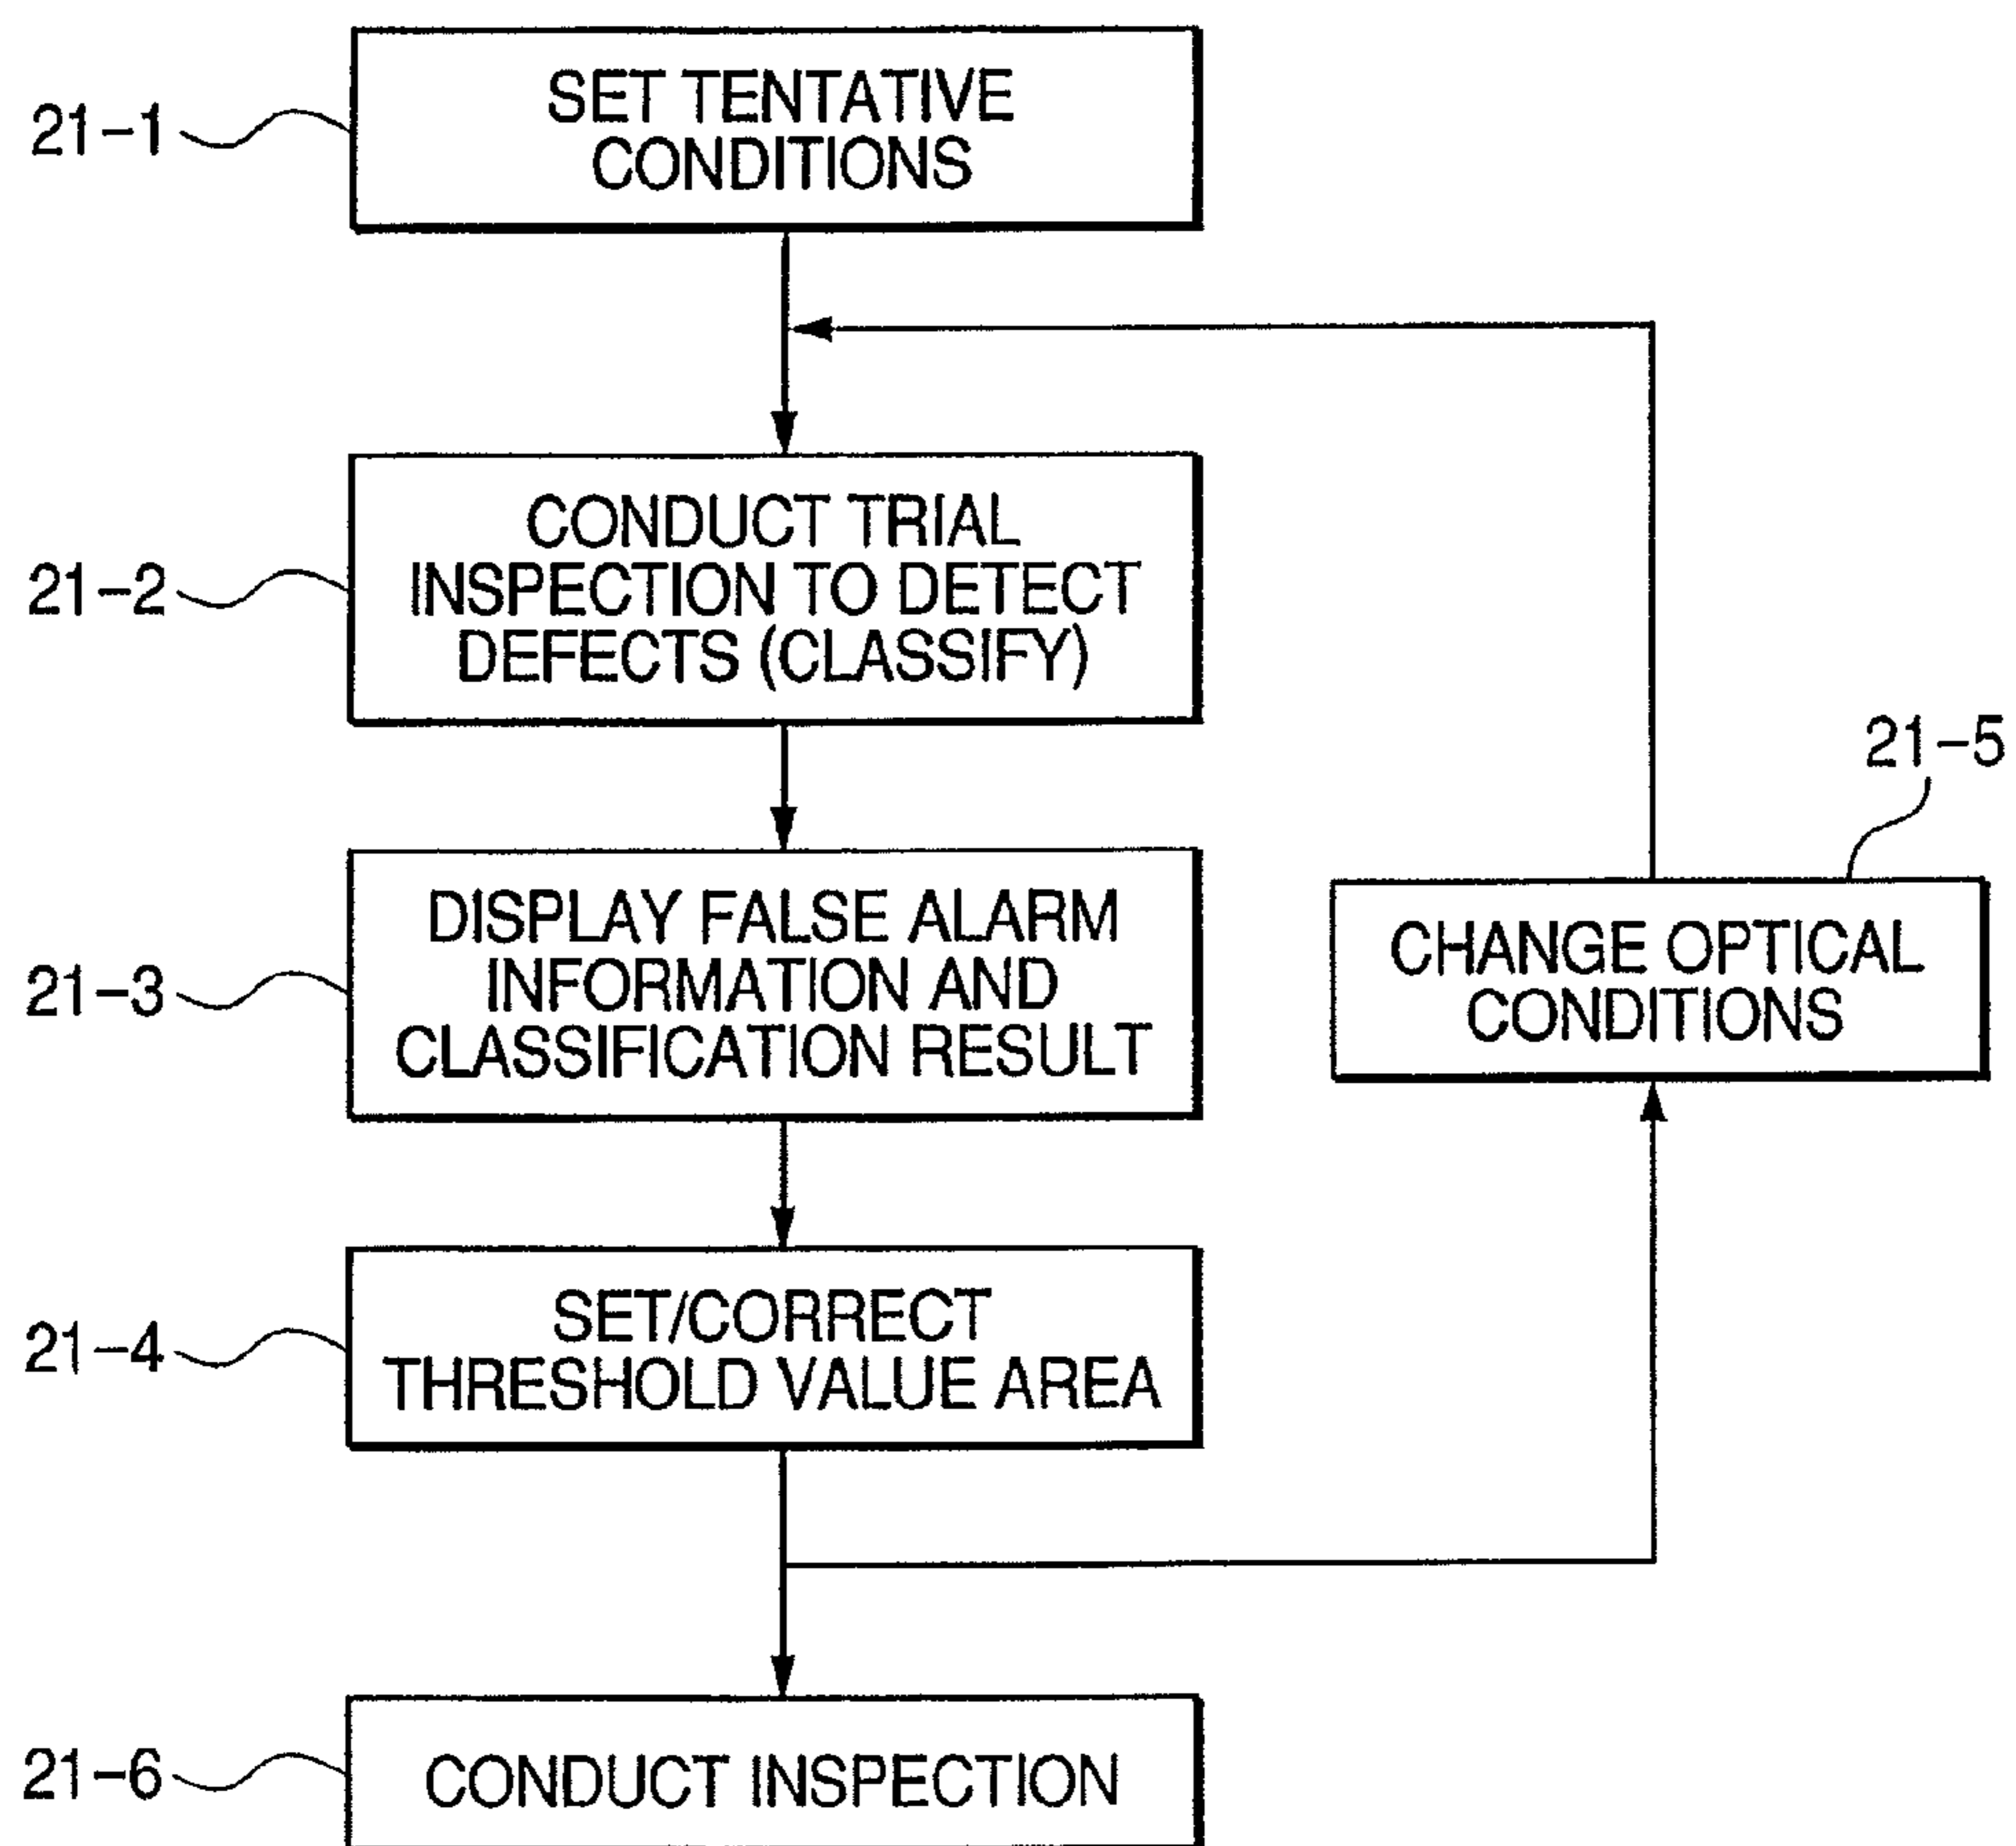 21-1
SET TENTATIVE
CONDITIONS
21-2
CONDUCT TRIAL
INSPECTION TO DETECT
DEFECTS (CLASSIFY)
21-3
DISPLAY FALSE ALARM
INFORMATION AND
CLASSIFICATION RESULT
21-5
CHANGE OPTICAL
CONDITIONS
21-4
SET/CORRECT
THRESHOLD VALUE AREA
21-6
CONDUCT INSPECTION